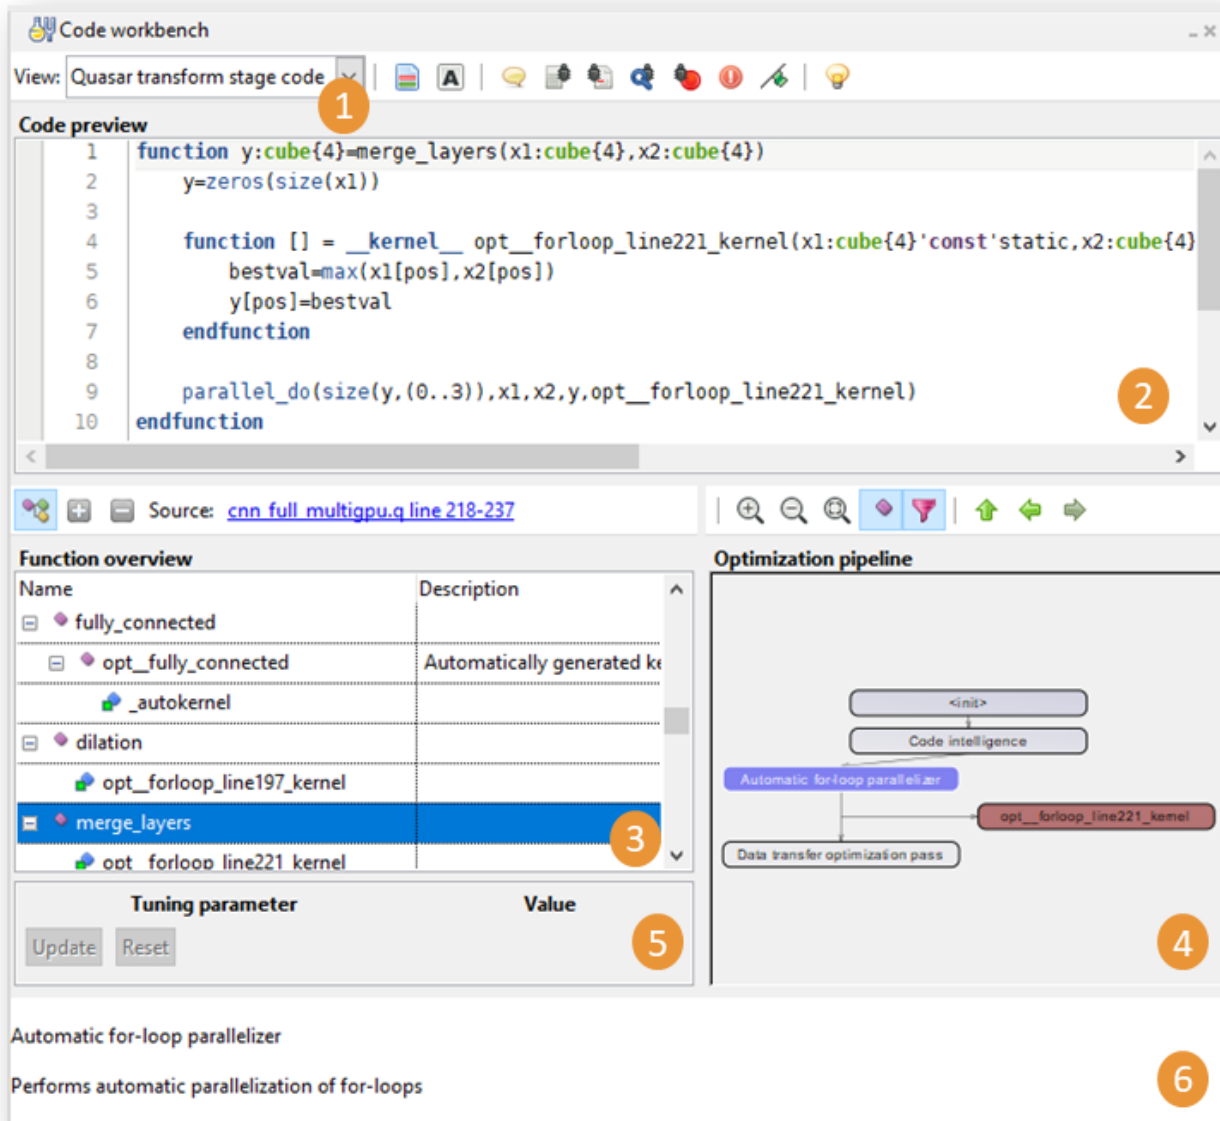 Code workbench
View: Quasar transform stage code
A
1
Code preview
1 function y:cube{4}=merge_layers(x1:cube{4},x2:cube{4})
2 y=zeros(size(x1))
3
4 function [] = __kernel__ opt__forloop_line221_kernel(x1:cube{4}'const'static,x2:cube{4}
5 bestval=max(x1[pos],x2[pos])
6 y[pos]=bestval
7 endfunction
8
9 parallel_do(size(y,(0..3)),x1,x2,y,opt__forloop_line221_kernel)
10 endfunction
2
Source: cnn_full_multigpu.q line 218-237
Function overview
Name Description
fully_connected
opt__fully_connected Automatically generated ke
_autokernel
dilation
opt__forloop_line197_kernel
merge_layers
opt__forloop_line221_kernel
3
Tuning parameter Value
Update Reset
5
Optimization pipeline
<init>
Code intelligence
Automatic for-loop parallelizer
opt__forloop_line221_kernel
Data transfer optimization pass
4
Automatic for-loop parallelizer
Performs automatic parallelization of for-loops
6